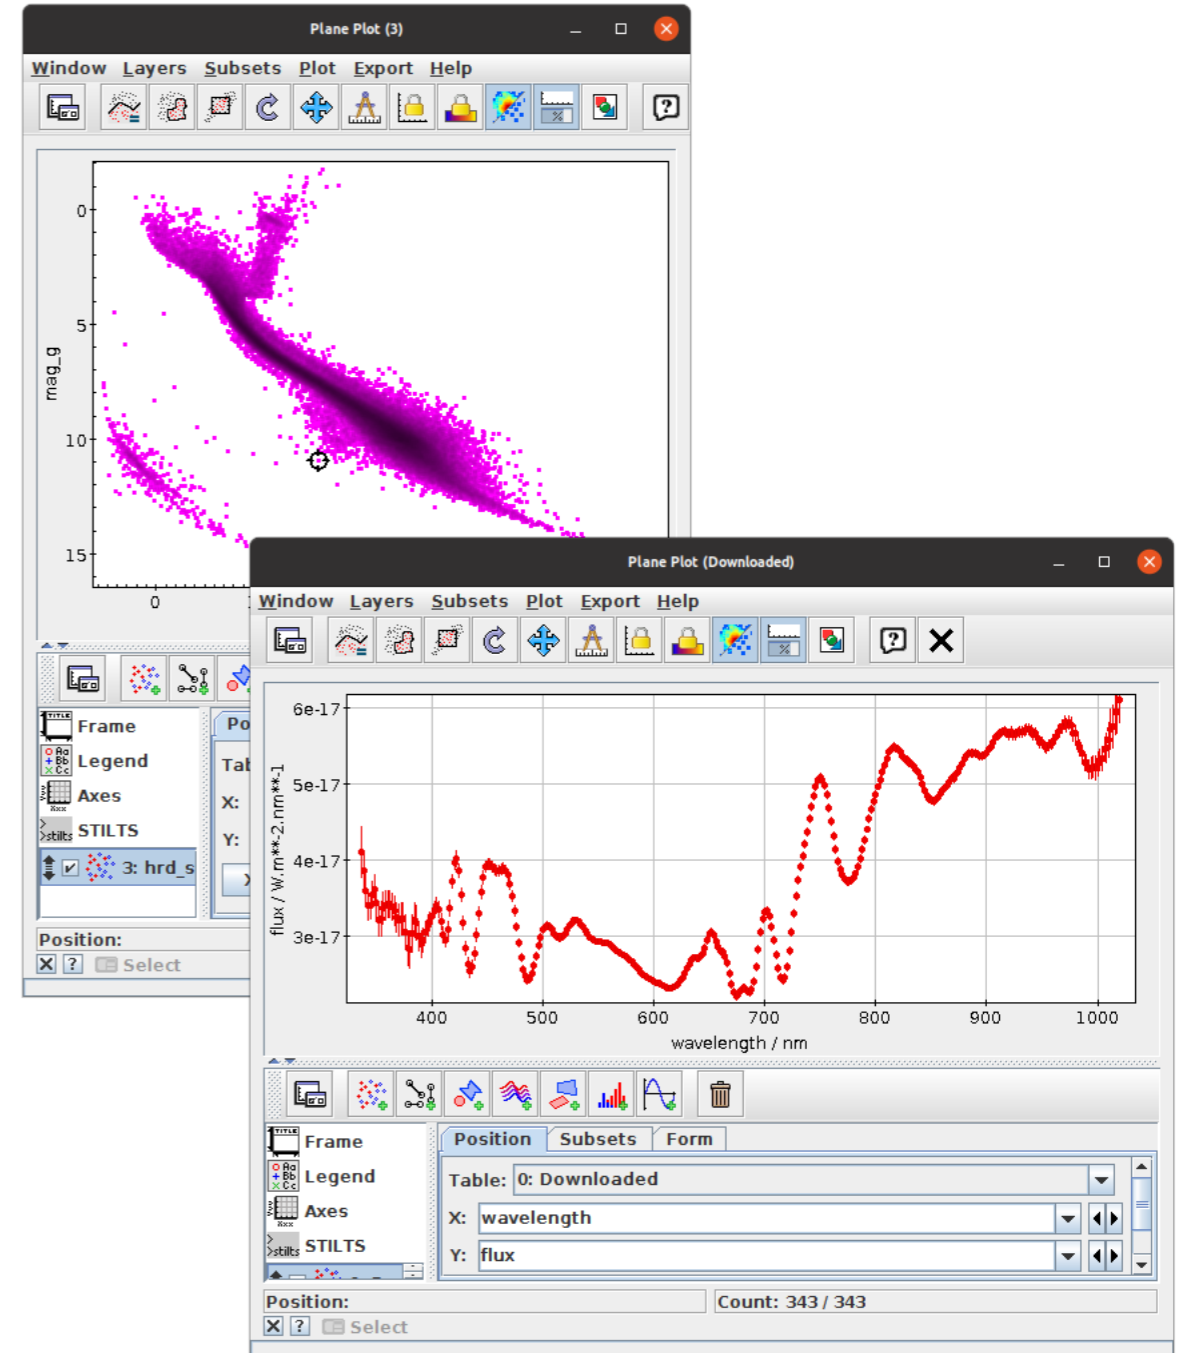 Plane Plot (3)
Window Layers Subsets Plot Export Help
mag_g
0
5
10
15
0
Frame
Legend
Axes
STILTS
3: hrd_s
X:
Y:
Position:
Select
Plane Plot (Downloaded)
Window Layers Subsets Plot Export Help
flux / W.m**-2.nm**-1
6e-17
5e-17
4e-17
3e-17
400 500 600 700 800 900 1000
wavelength / nm
Frame
Legend
Axes
STILTS
Position Subsets Form
Table: 0: Downloaded
X: wavelength
Y: flux
Position:
Count: 343 / 343
Select